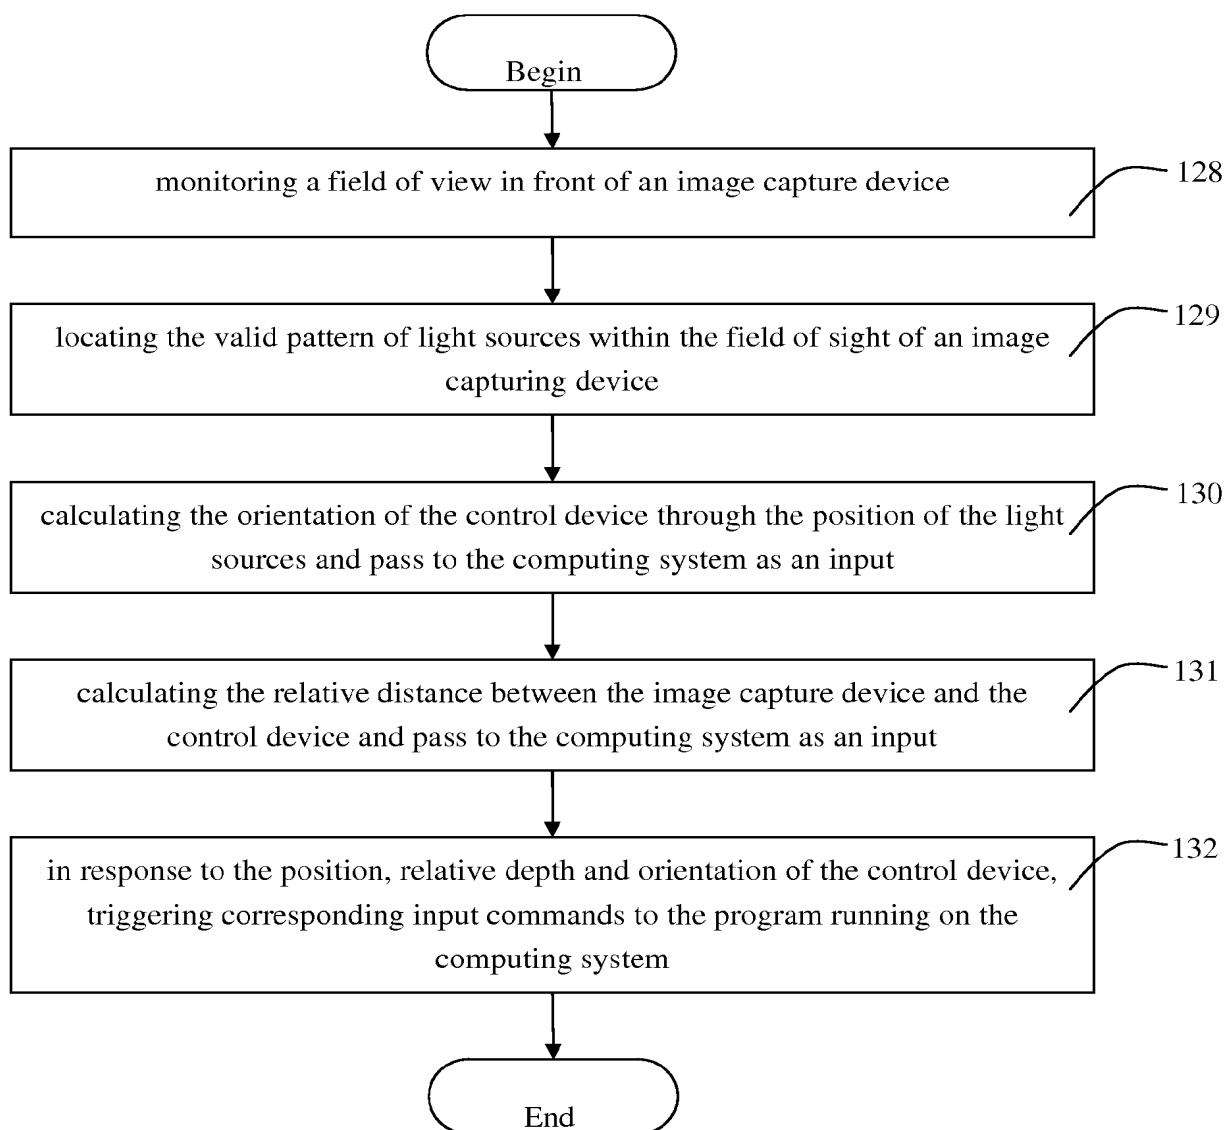 Begin
monitoring a field of view in front of an image capture device
128
locating the valid pattern of light sources within the field of sight of an image
capturing device
129
calculating the orientation of the control device through the position of the light
sources and pass to the computing system as an input
130
calculating the relative distance between the image capture device and the
control device and pass to the computing system as an input
131
in response to the position, relative depth and orientation of the control device,
triggering corresponding input commands to the program running on the
computing system
132
End